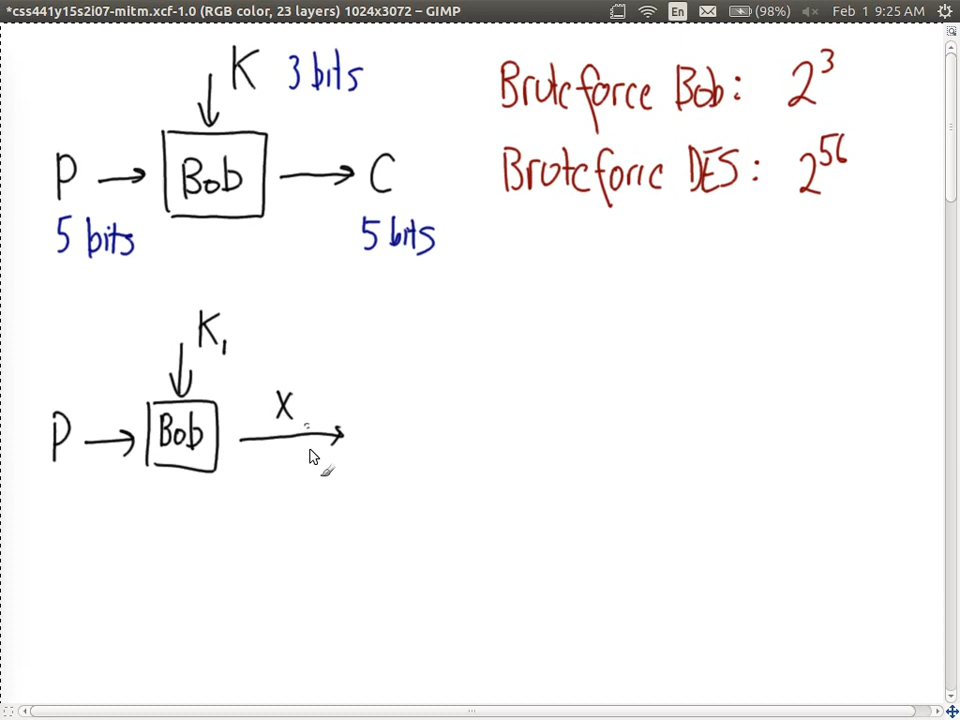 *css441y15s2i07-mitm.xcf-1.0 (RGB color, 23 layers) 1024x3072 – GIMP
En
(98%)
Feb 1 9:25 AM
K 3 bits
P → Bob → C
5 bits
5 bits
Bruteforce Bob: 2^3
Bruteforce DES: 2^56
K1
P → Bob X →